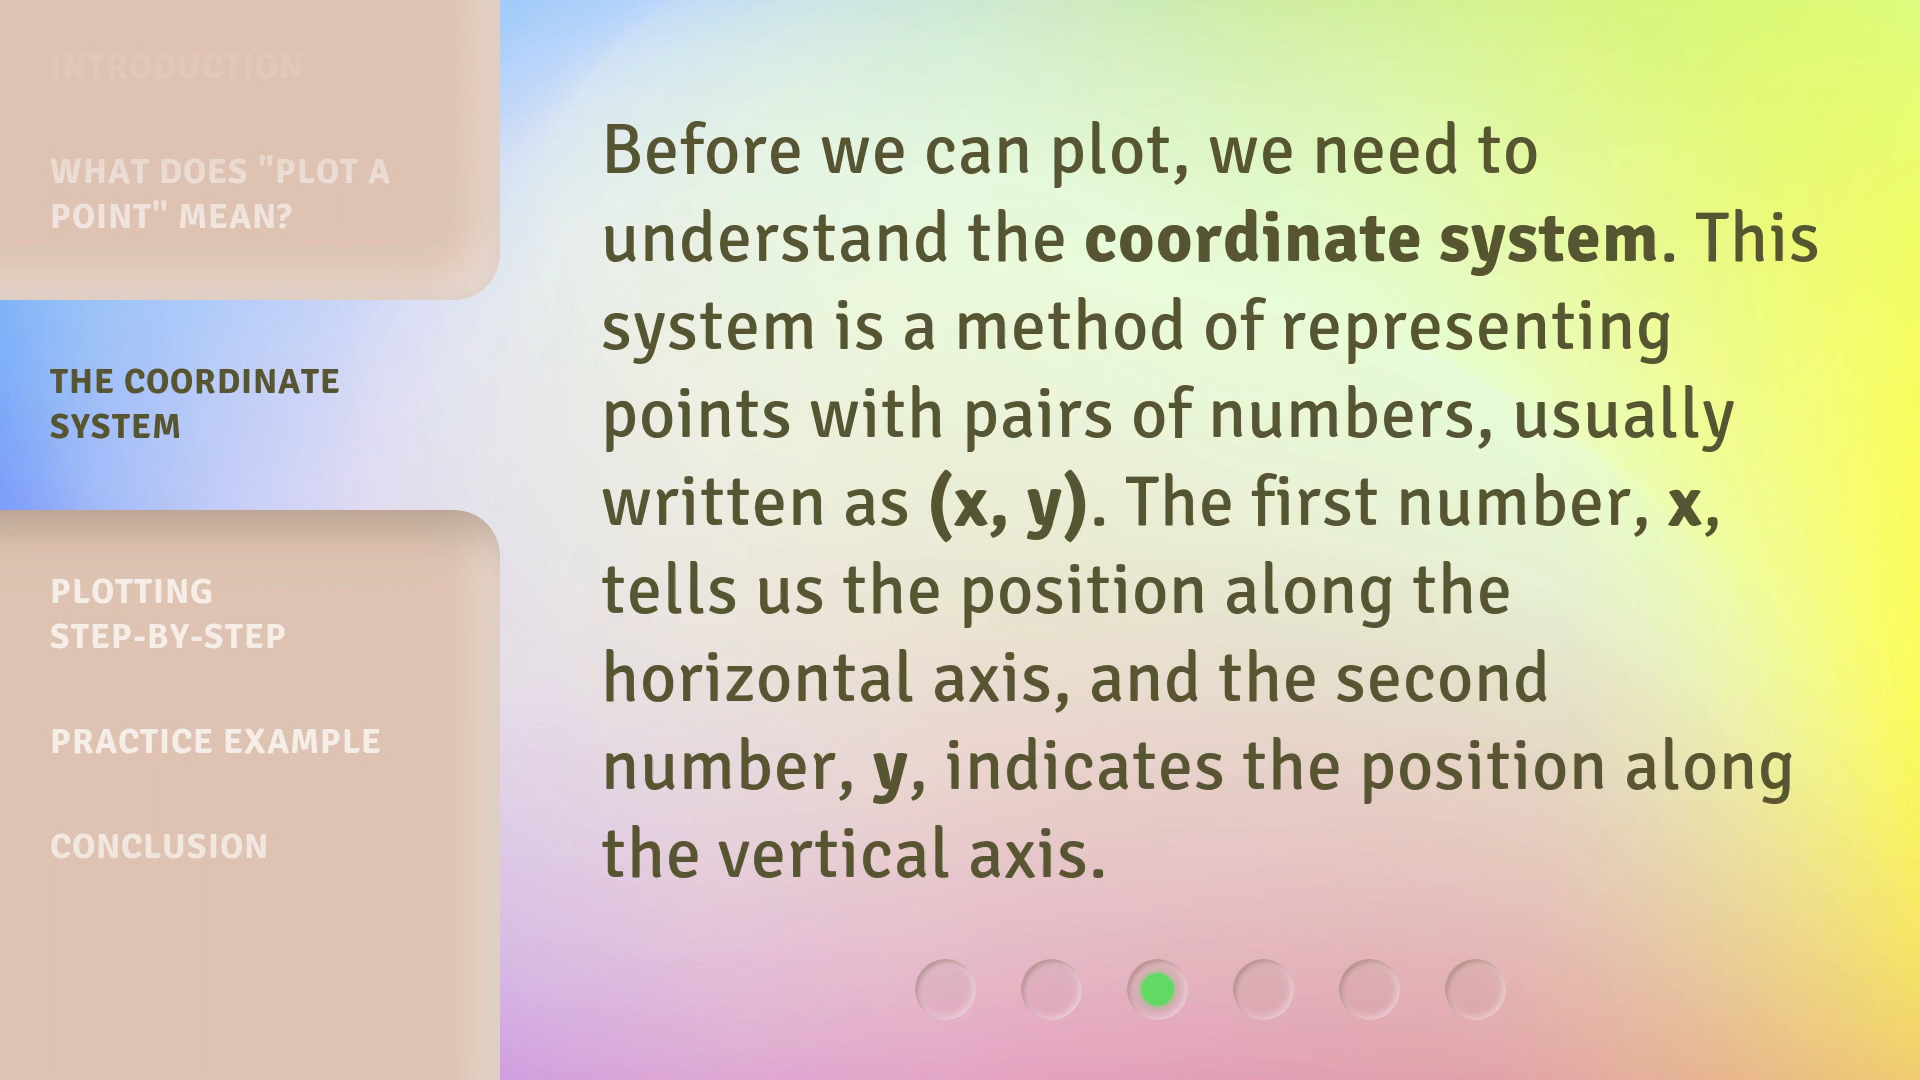 INTRODUCTION
WHAT DOES "PLOT A
POINT" MEAN?
THE COORDINATE
SYSTEM
PLOTTING
STEP-BY-STEP
PRACTICE EXAMPLE
CONCLUSION
Before we can plot, we need to
understand the coordinate system. This
system is a method of representing
points with pairs of numbers, usually
written as (x, y). The first number, x,
tells us the position along the
horizontal axis, and the second
number, y, indicates the position along
the vertical axis.